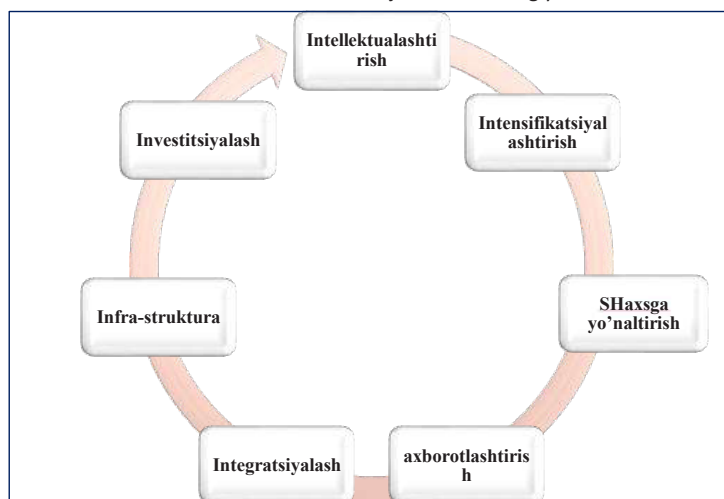 Intellektualashti
rish
Intensifikatsiyal
ashtirish
SHaxsga
yo'naltirish
axborotlashtiris
h
Integratsiyalash
Infra-struktura
Investitsiyalash